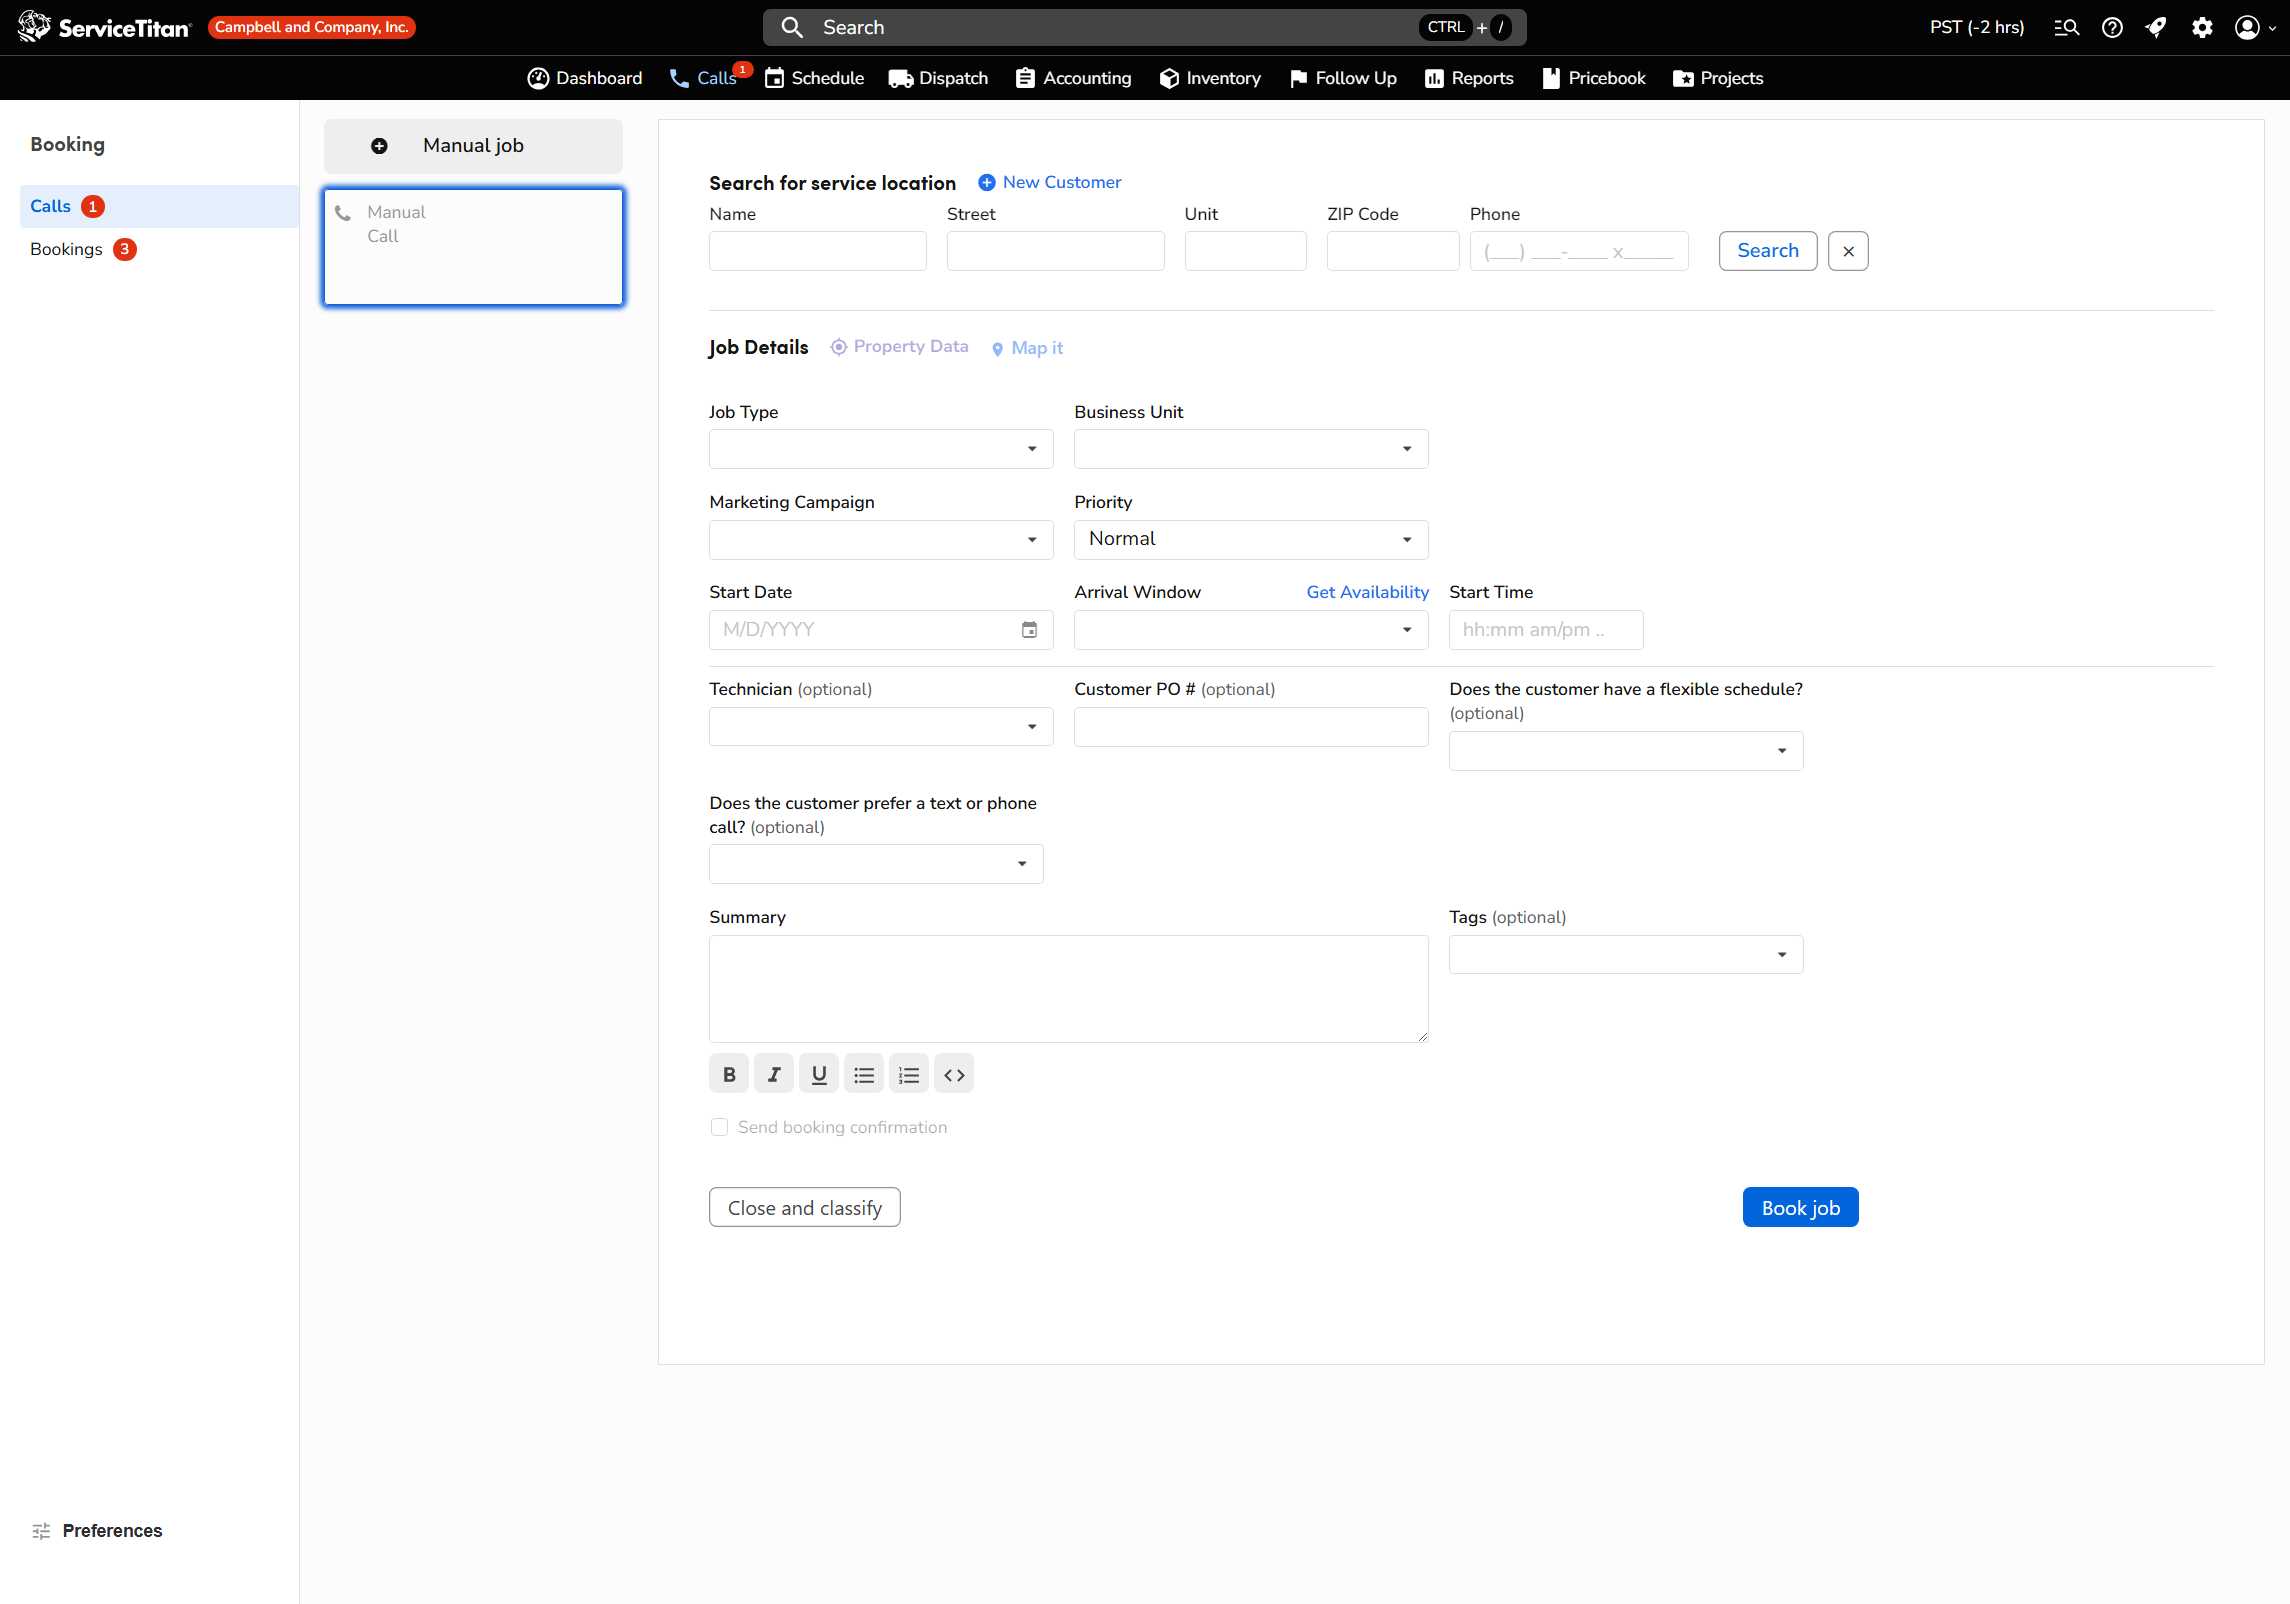 ServiceTitan
Campbell and Company, Inc.
Search
CTRL + /
PST (-2 hrs)
Dashboard
Calls 1
Schedule
Dispatch
Accounting
Inventory
Follow Up
Reports
Pricebook
Projects
Booking
Calls 1
Bookings 3
Preferences
Manual job
Manual
Call
Search for service location
New Customer
Name
Street
Unit
ZIP Code
Phone
(___) ___-____ x_____
Search
×
Job Details
Property Data
Map it
Job Type
Business Unit
Marketing Campaign
Priority
Normal
Start Date
Arrival Window
Get Availability
Start Time
M/D/YYYY
hh:mm am/pm ..
Technician (optional)
Customer PO # (optional)
Does the customer have a flexible schedule?
(optional)
Does the customer prefer a text or phone
call? (optional)
Summary
Tags (optional)
B I U
Send booking confirmation
Close and classify
Book job